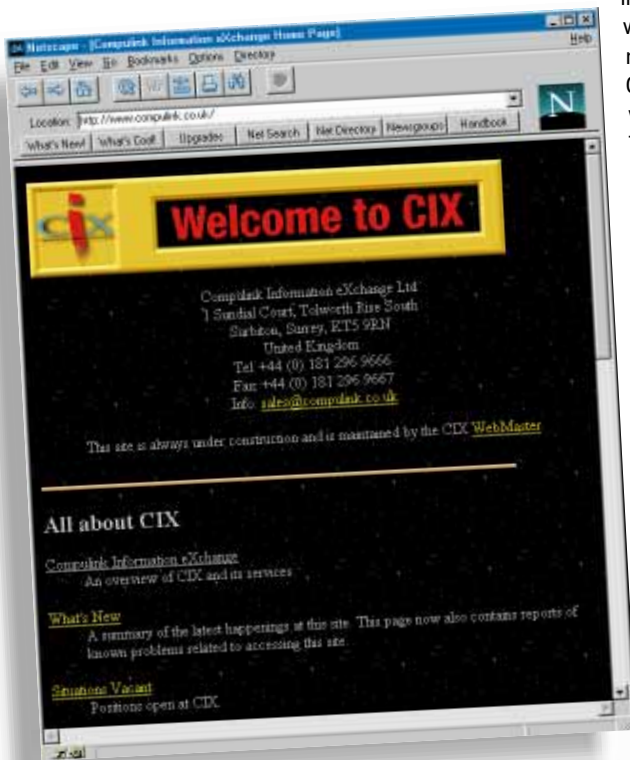 Netscape - [Compulink Information eXchange Home Page]
File Edit View Go Bookmarks Options Directory Help
Location: http://www.compulink.co.uk/
N
What's New! What's Cool! Upgrades Net Search Net Directory Newsgroups Handbook
cix
Welcome to CIX
Compulink Information eXchange Ltd
1 Sundial Court, Tolworth Rise South
Surbiton, Surrey, KT5 9RN
United Kingdom
Tel +44 (0) 181 296 9666
Fax +44 (0) 181 296 9667
Info: sales@compulink.co.uk
This site is always under construction and is maintained by the CIX WebMaster
All about CIX
Compulink Information eXchange
An overview of CIX and its services
What's New
A summary of the latest happenings at this site. This page now also contains reports of
known problems related to accessing this site.
Situations Vacant
Positions open at CIX